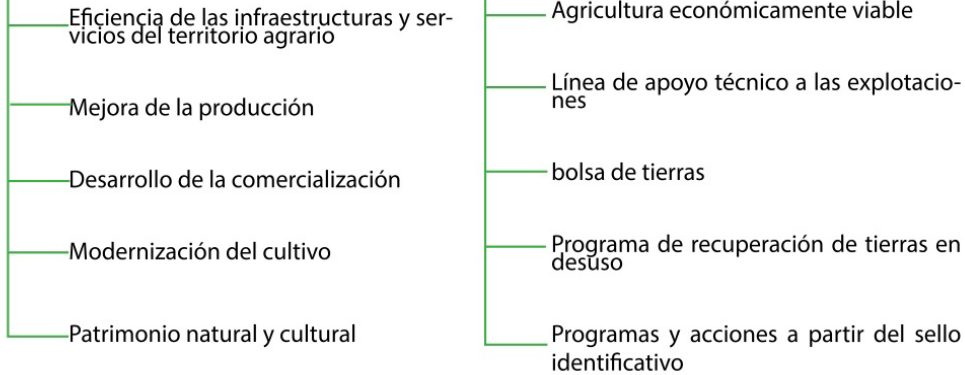 Eficiencia de las infraestructuras y ser-
vicios del territorio agrario
Mejora de la producción
Desarrollo de la comercialización
Modernización del cultivo
Patrimonio natural y cultural
Agricultura económicamente viable
Línea de apoyo técnico a las explotacio-
nes
bolsa de tierras
Programa de recuperación de tierras en
desuso
Programas y acciones a partir del sello
identificativo